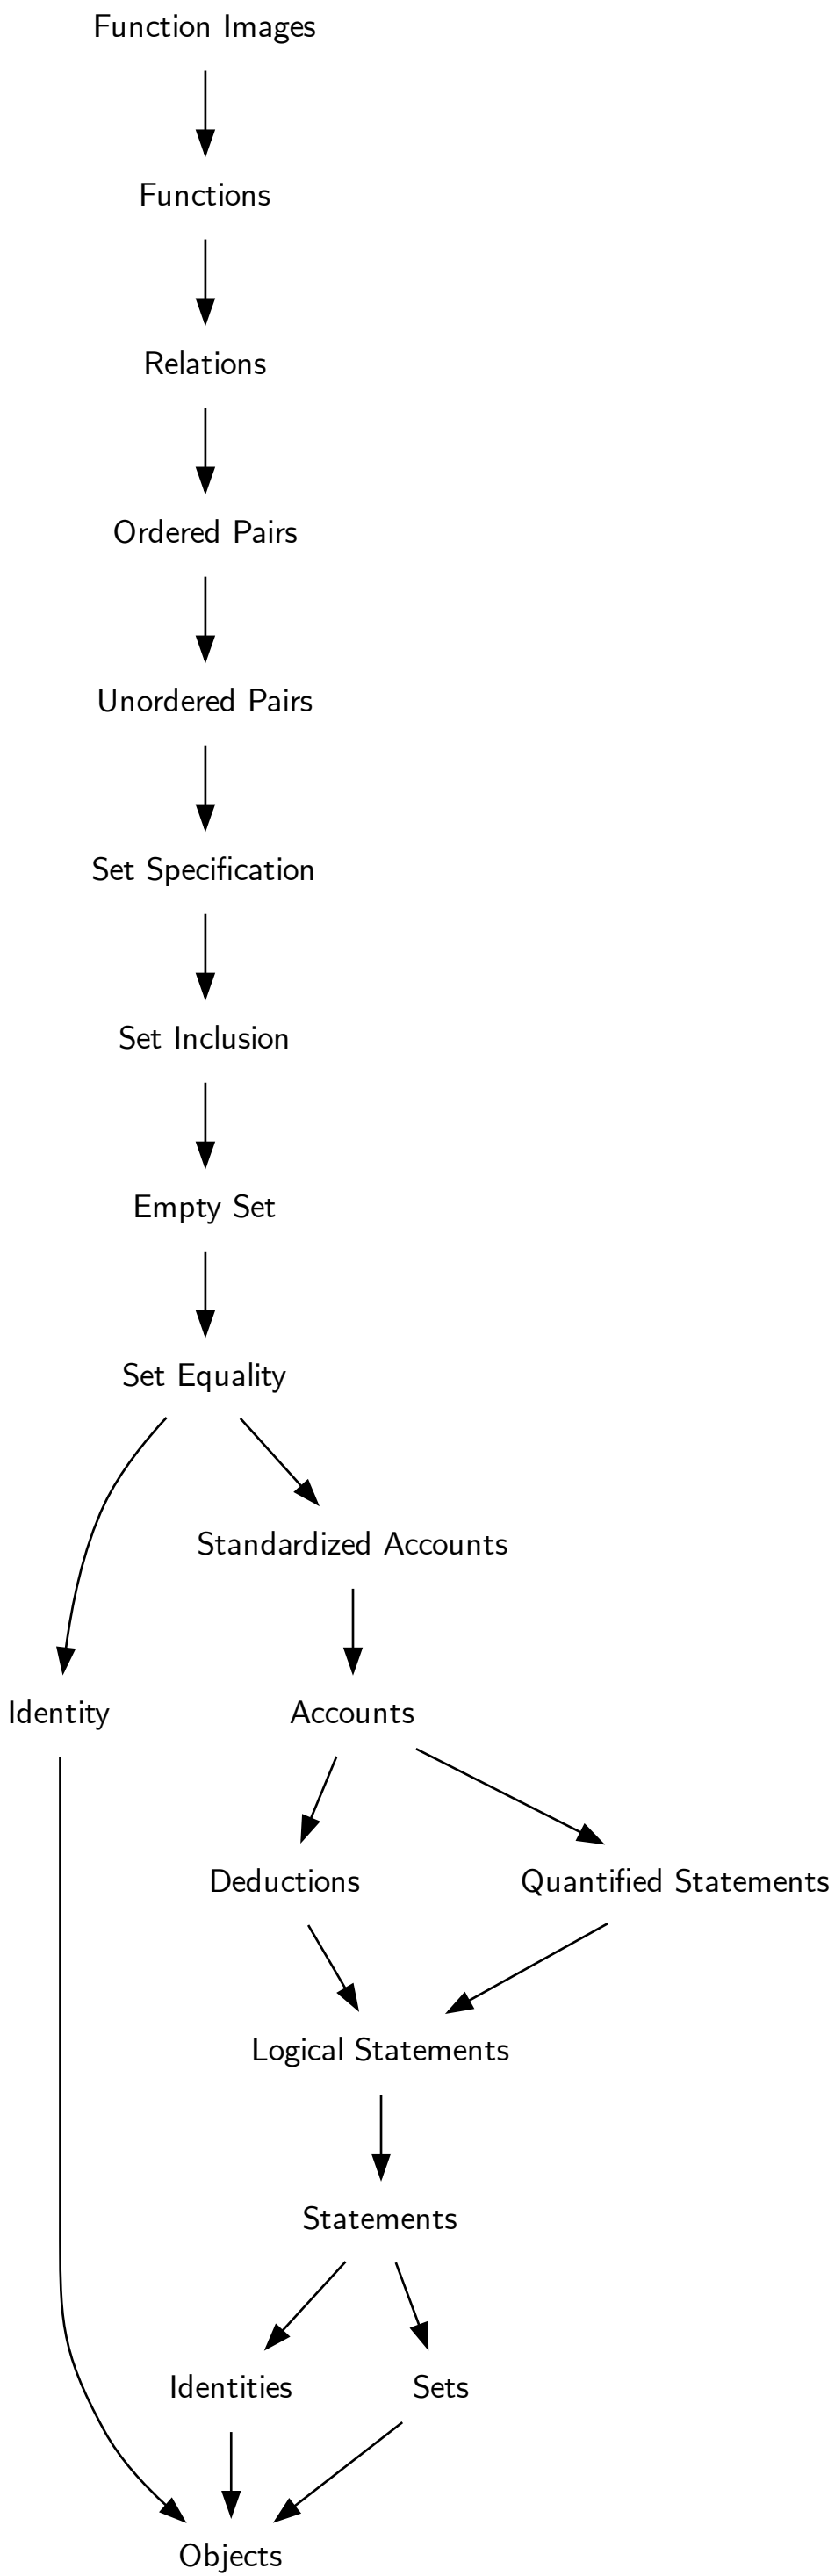 Function Images
Functions
Relations
Ordered Pairs
Unordered Pairs
Set Specification
Set Inclusion
Empty Set
Set Equality
Standardized Accounts
Identity
Accounts
Deductions
Quantified Statements
Logical Statements
Statements
Identities
Sets
Objects